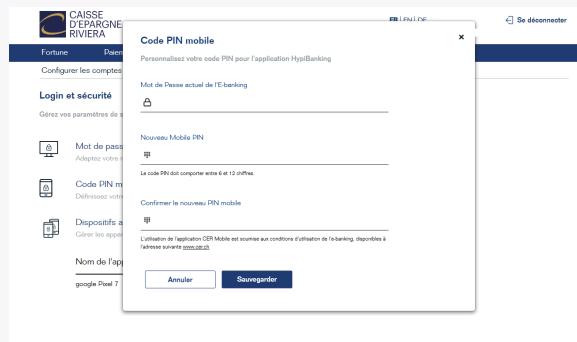 CAISSE
D'EPARGNE
RIVIERA
FR | EN | DE
Se déconnecter
Fortune
Paiem
Configurer les comptes
Login et sécurité
Gérez vos paramètres de s
Mot de pass
Adaptez votre m
Code PIN m
Définissez votr
Dispositifs a
Gérer les appar
Nom de l'app
google Pixel 7
Code PIN mobile
×
Personnalisez votre code PIN pour l'application HypiBanking
Mot de Passe actuel de l'E-banking
Nouveau Mobile PIN
Le code PIN doit comporter entre 6 et 12 chiffres.
Confirmer le nouveau PIN mobile
L'utilisation de l'application CER Mobile est soumise aux conditions d'utilisation de l'e-banking, disponibles à
l'adresse suivante www.cer.ch
Annuler
Sauvegarder